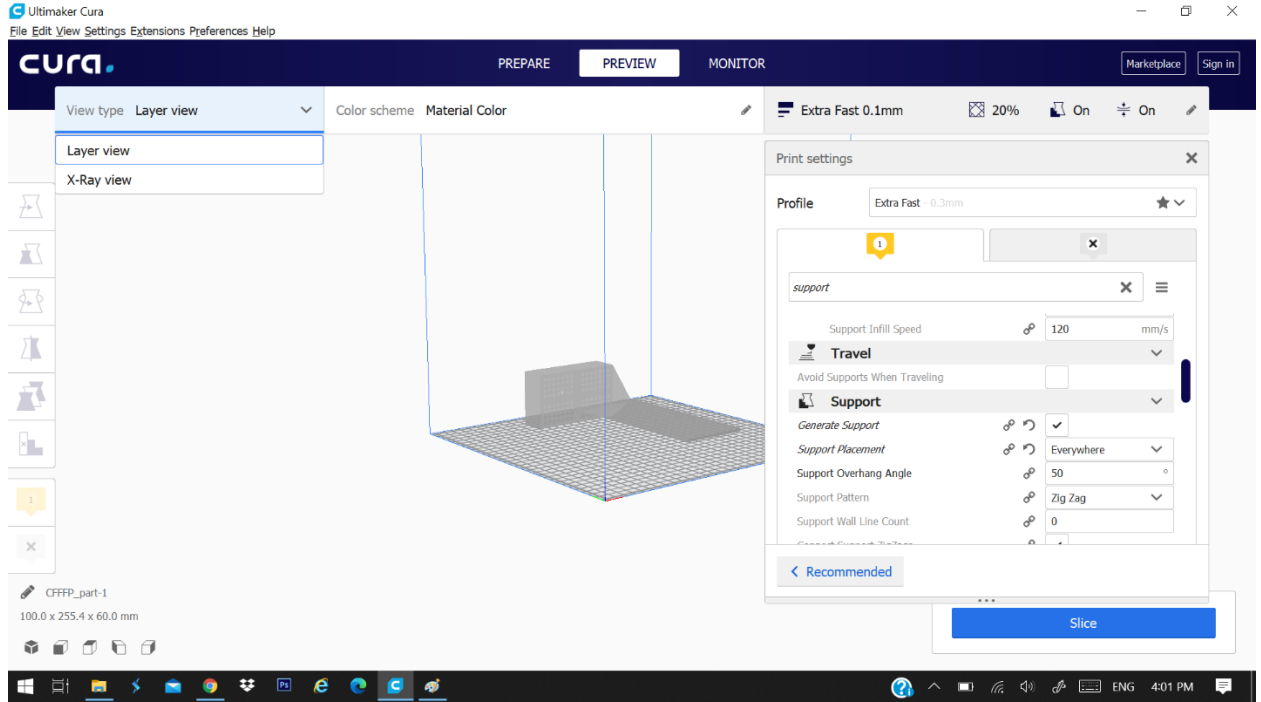 Ultimaker Cura
File Edit View Settings Extensions Preferences Help
cura.
PREPARE PREVIEW MONITOR Marketplace Sign in
View type Layer view Color scheme Material Color Extra Fast 0.1mm 20% On On
Layer view
X-Ray view
Print settings
Profile Extra Fast - 0.3mm
1
support
Support Infill Speed 120 mm/s
Travel
Avoid Supports When Traveling
Support
Generate Support
Support Placement Everywhere
Support Overhang Angle 50 °
Support Pattern Zig Zag
Support Wall Line Count 0
1
Recommended
CFFFP_part-1
100.0 x 255.4 x 60.0 mm
Slice
Ps
ENG 4:01 PM